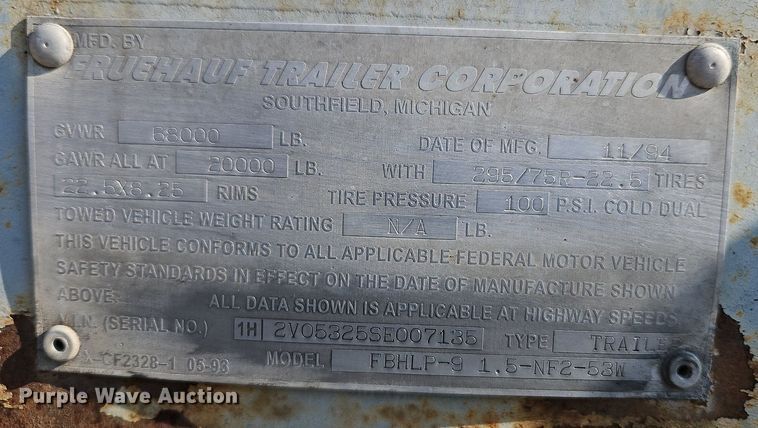 MFD. BY
FRUEHAUF TRAILER CORPORATION
SOUTHFIELD, MICHIGAN
GVWR 68000 LB. DATE OF MFG. 11/94
GAWR ALL AT 20000 LB. WITH 295/75R-22.5 TIRES
22.5X8.25 RIMS TIRE PRESSURE 100 P.S.I. COLD DUAL
TOWED VEHICLE WEIGHT RATING N/A LB.
THIS VEHICLE CONFORMS TO ALL APPLICABLE FEDERAL MOTOR VEHICLE
SAFETY STANDARDS IN EFFECT ON THE DATE OF MANUFACTURE SHOWN
ABOVE. ALL DATA SHOWN IS APPLICABLE AT HIGHWAY SPEEDS
V.I.N. (SERIAL NO.) 1H 2V05325SE007135 TYPE TRAILE
X-CF2328-1 05-93 MODEL FBHLP-9 1.5-NF2-53W
Purple Wave Auction